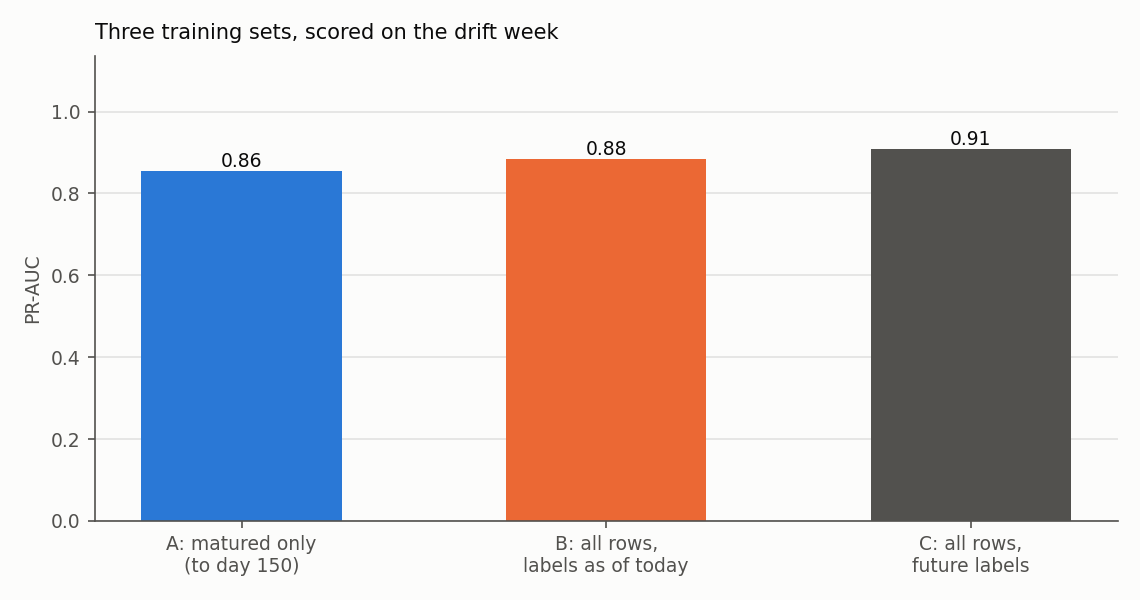 Three training sets, scored on the drift week
PR-AUC
1.0
0.8
0.6
0.4
0.2
0.0
0.86
0.88
0.91
A: matured only
(to day 150)
B: all rows,
labels as of today
C: all rows,
future labels